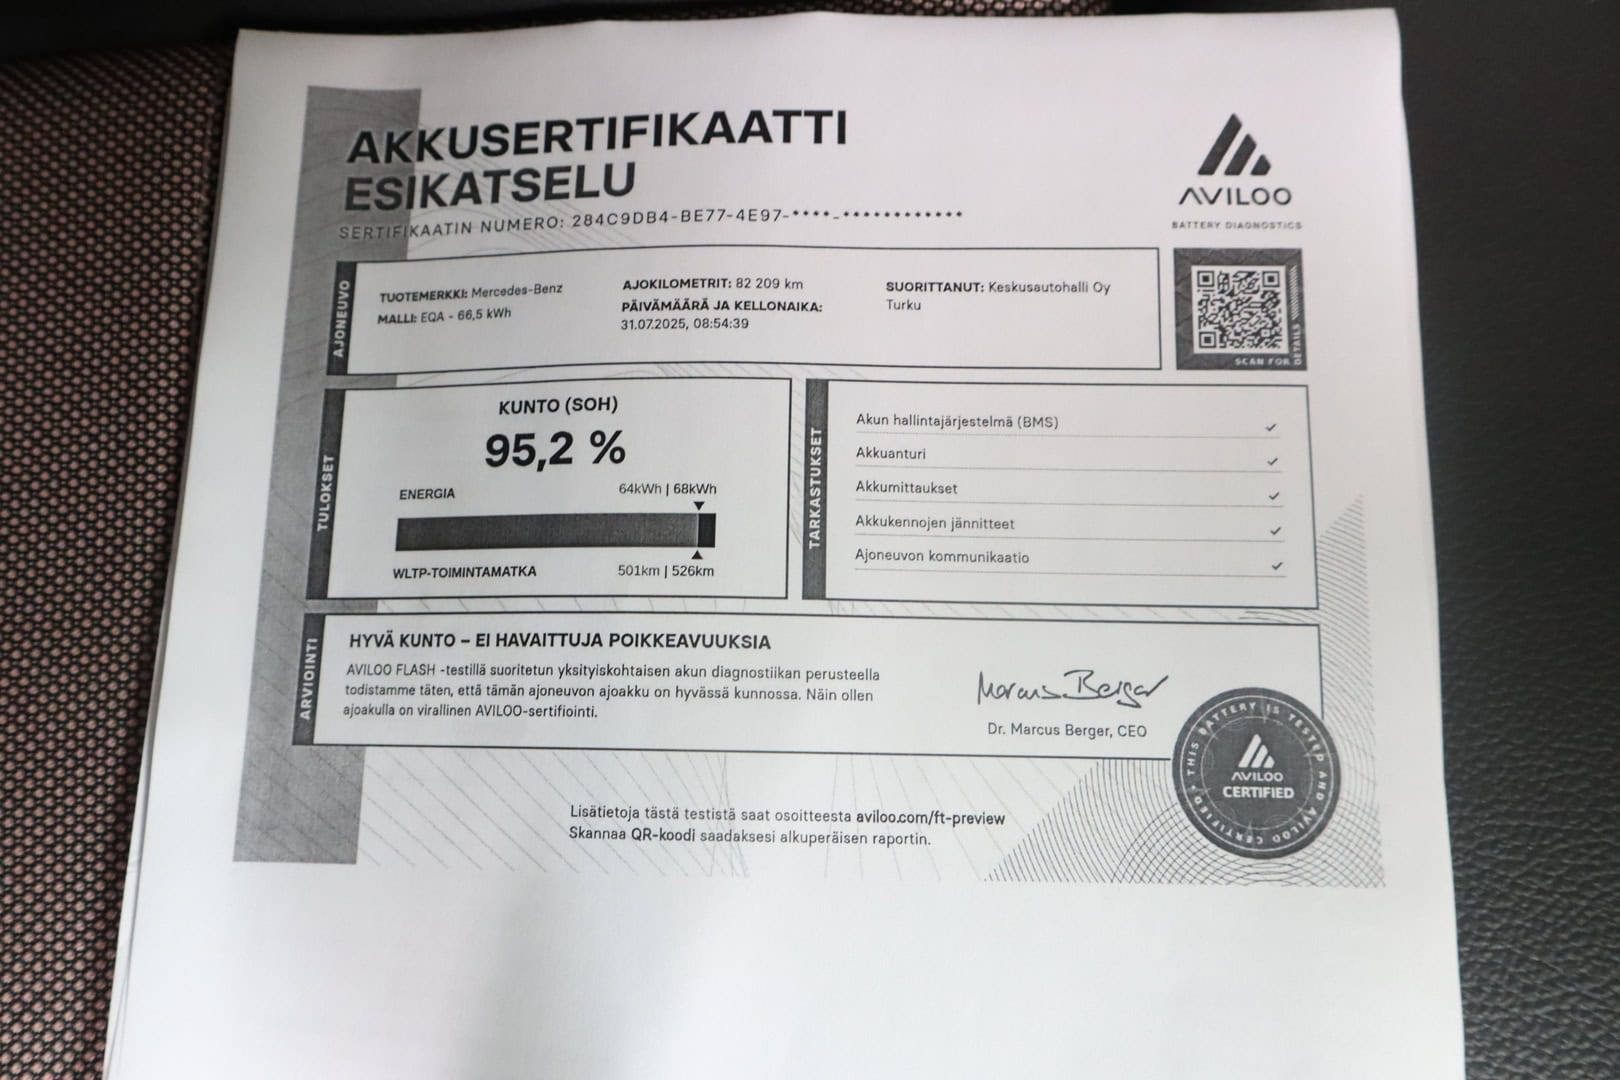 AKKUSERTIFIKAATTI
ESIKATSELU
SERTIFIKAATIN NUMERO: 284C9DB4-BE77-4E97-****-************
AVILOO
BATTERY DIAGNOSTICS
AJONEUVO
TUOTEMERKKI: Mercedes-Benz
MALLI: EQA - 66,5 kWh
AJOKILOMETRIT: 82 209 km
PÄIVÄMÄÄRÄ JA KELLONAIKA:
31.07.2025, 08:54:39
SUORITTANUT: Keskusautohalli Oy
Turku
SCAN FOR
DETAILS
TULOKSET
KUNTO (SOH)
95,2 %
ENERGIA 64kWh | 68kWh
WLTP-TOIMINTAMATKA 501km | 526km
TARKASTUKSET
Akun hallintajärjestelmä (BMS)
Akkuanturi
Akkumittaukset
Akkukennojen jännitteet
Ajoneuvon kommunikaatio
ARVIOINTI
HYVÄ KUNTO – EI HAVAITTUJA POIKKEAVUUKSIA
AVILOO FLASH -testillä suoritetun yksityiskohtaisen akun diagnostiikan perusteella
todistamme täten, että tämän ajoneuvon ajoakku on hyvässä kunnossa. Näin ollen
ajoakulla on virallinen AVILOO-sertifiointi.
Marcus Berger
Dr. Marcus Berger, CEO
THIS BATTERY IS TESTED AND AVILOO CERTIFIED
AVILOO
CERTIFIED
Lisätietoja tästä testistä saat osoitteesta aviloo.com/ft-preview
Skannaa QR-koodi saadaksesi alkuperäisen raportin.